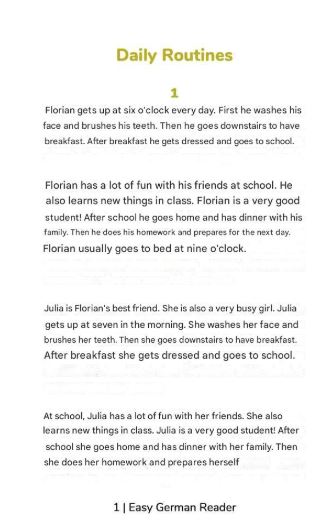 Daily Routines
1
Florian gets up at six o'clock every day. First he washes his
face and brushes his teeth. Then he goes downstairs to have
breakfast. After breakfast he gets dressed and goes to school.
Florian has a lot of fun with his friends at school. He
also learns new things in class. Florian is a very good
student! After school he goes home and has dinner with his
family. Then he does his homework and prepares for the next day.
Florian usually goes to bed at nine o'clock.
Julia is Florian's best friend. She is also a very busy girl. Julia
gets up at seven in the morning. She washes her face and
brushes her teeth. Then she goes downstairs to have breakfast.
After breakfast she gets dressed and goes to school.
At school, Julia has a lot of fun with her friends. She also
learns new things in class. Julia is a very good student! After
school she goes home and has dinner with her family. Then
she does her homework and prepares herself
1 | Easy German Reader